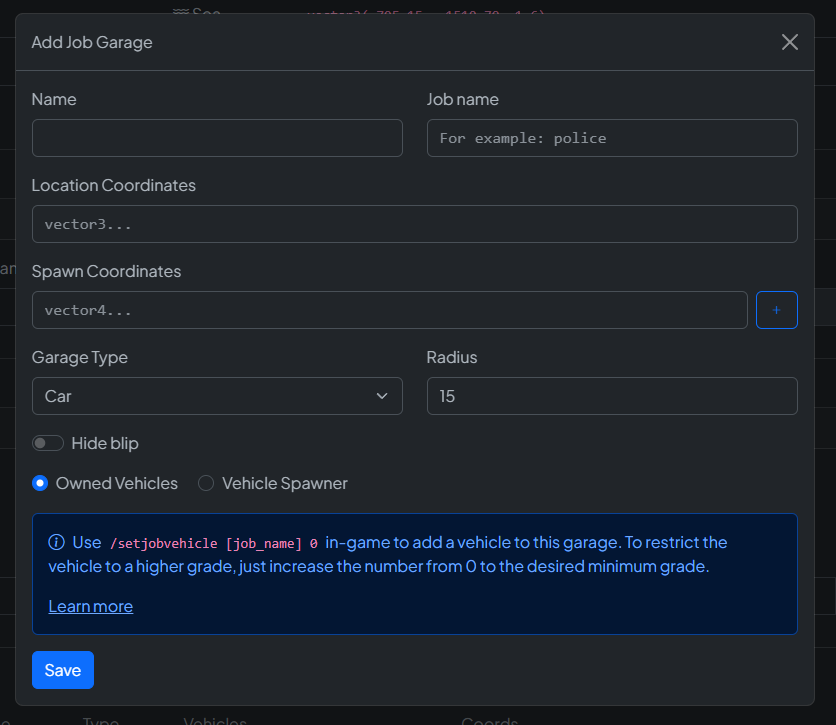 Add Job Garage
Name
Job name
For example: police
Location Coordinates
vector3...
Spawn Coordinates
vector4...
+
Garage Type
Radius
Car
15
Hide blip
Owned Vehicles
Vehicle Spawner
Use /setjobvehicle [job_name] 0 in-game to add a vehicle to this garage. To restrict the
vehicle to a higher grade, just increase the number from 0 to the desired minimum grade.
Learn more
Save
Type
Vehicles
Coords